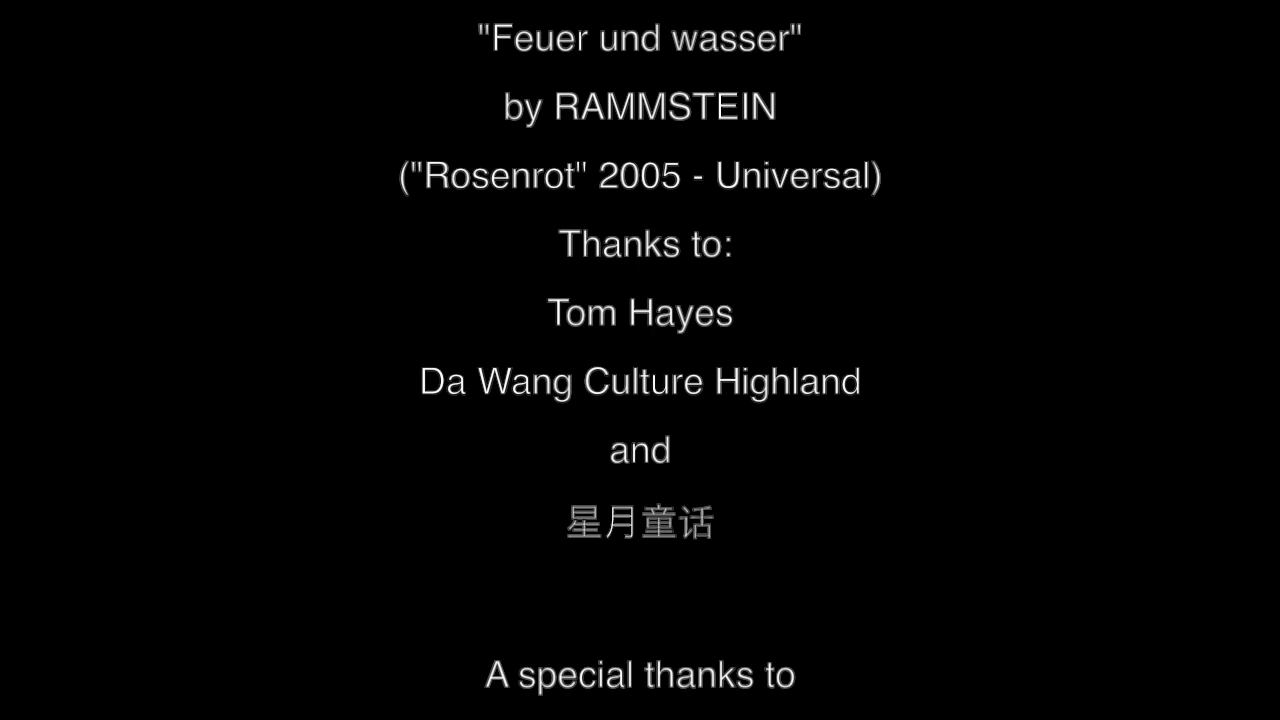 "Feuer und wasser"
by RAMMSTEIN
("Rosenrot" 2005 - Universal)
Thanks to:
Tom Hayes
Da Wang Culture Highland
and
星月童话
A special thanks to